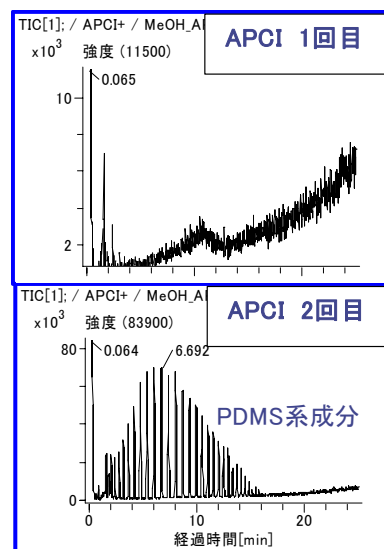 TIC[1]; / APCI+ / MeOH_A
APCI 1回目
×10³ 強度 (11500)
0.065
10
2
TIC[1]; / APCI+ / MeOH_A
APCI 2回目
×10³ 強度 (83900)
80
0.064
6.692
PDMS系成分
0
0 10 20
経過時間[min]